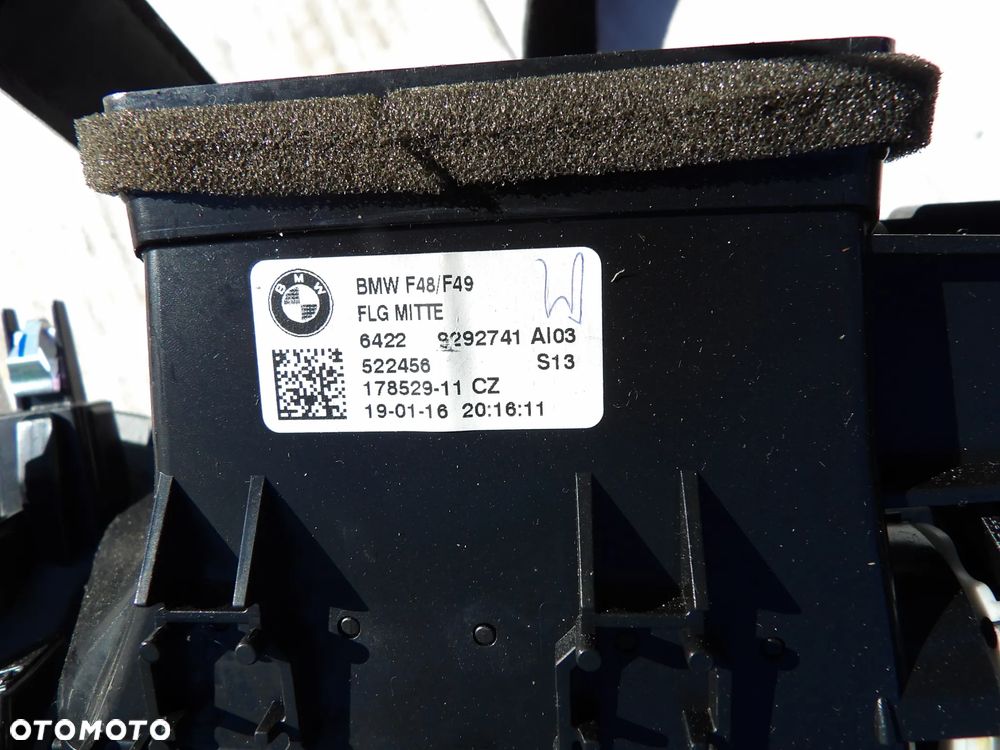 BMW
BMW F48/F49
FLG MITTE
6422 9292741 AI03
522456 S13
178529-11 CZ
19-01-16 20:16:11
OTOMOTO